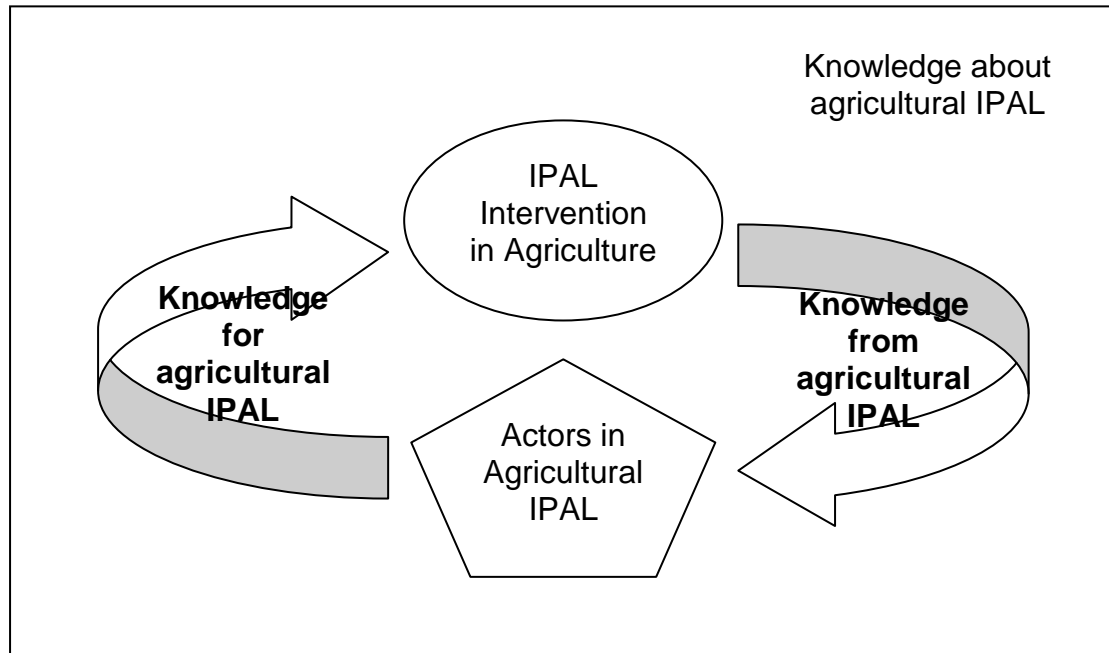 Knowledge about
agricultural IPAL
IPAL
Intervention
in Agriculture
Knowledge
for
agricultural
IPAL
Knowledge
from
agricultural
IPAL
Actors in
Agricultural
IPAL